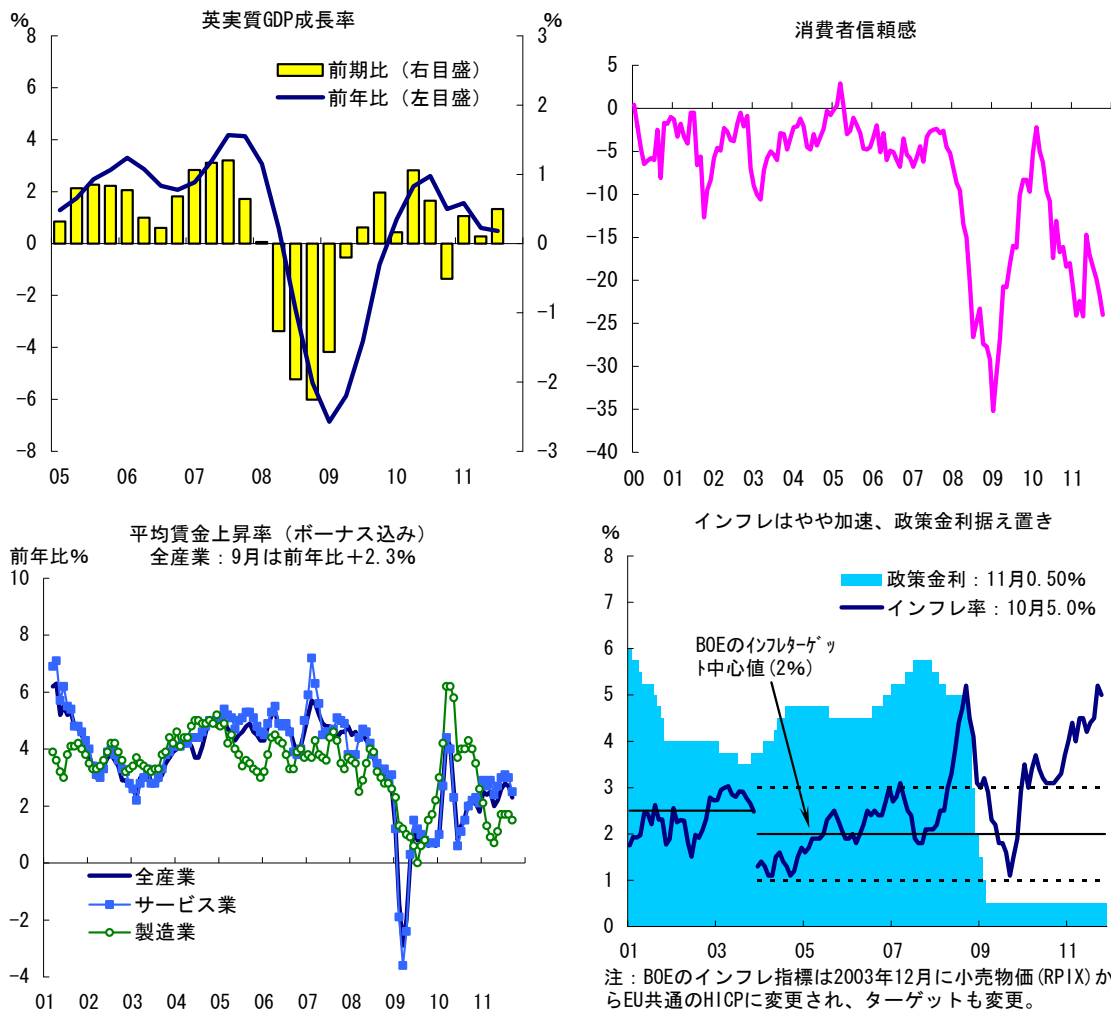 英実質GDP成長率
%
%
8
6
4
2
0
-2
-4
-6
-8
3
2
1
0
-1
-2
-3
前期比（右目盛）
前年比（左目盛）
05 06 07 08 09 10 11
消費者信頼感
5
0
-5
-10
-15
-20
-25
-30
-35
-40
00 01 02 03 04 05 06 07 08 09 10 11
平均賃金上昇率（ボーナス込み）
前年比%
全産業：9月は前年比＋2.3%
10
8
6
4
2
0
-2
-4
全産業
サービス業
製造業
01 02 03 04 05 06 07 08 09 10 11
インフレはやや加速、政策金利据え置き
%
8
7
6
5
4
3
2
1
0
政策金利：11月0.50%
インフレ率：10月5.0%
BOEのｲﾝﾌﾚﾀｰｹﾞｯ
ﾄ中心値(2%)
01 03 05 07 09 11
注：BOEのインフレ指標は2003年12月に小売物価(RPIX)か
らEU共通のHICPに変更され、ターゲットも変更。